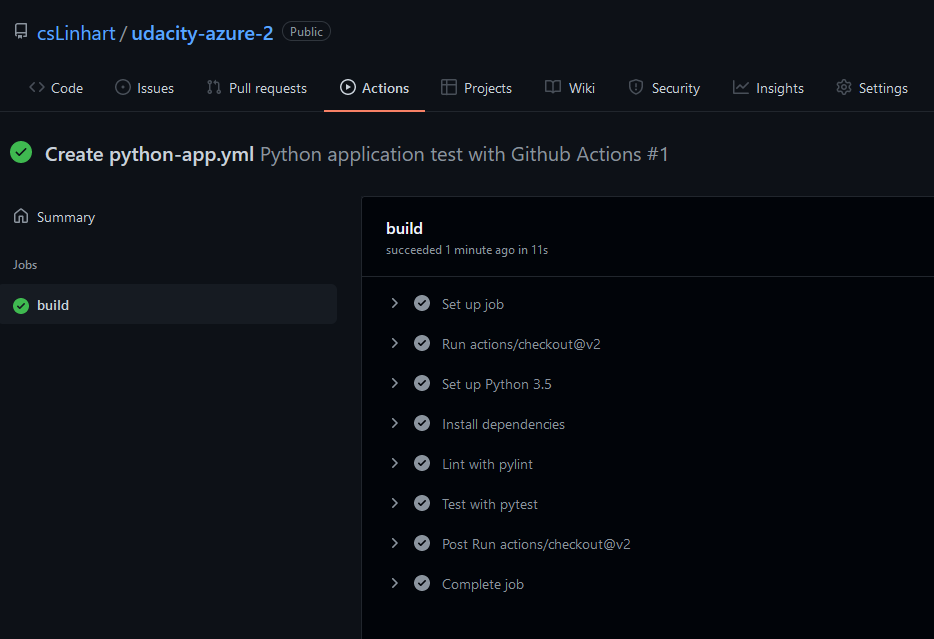 csLinhart / udacity-azure-2 Public
Code Issues Pull requests Actions Projects Wiki Security Insights Settings
Create python-app.yml Python application test with Github Actions #1
Summary
Jobs
build
build
succeeded 1 minute ago in 11s
Set up job
Run actions/checkout@v2
Set up Python 3.5
Install dependencies
Lint with pylint
Test with pytest
Post Run actions/checkout@v2
Complete job